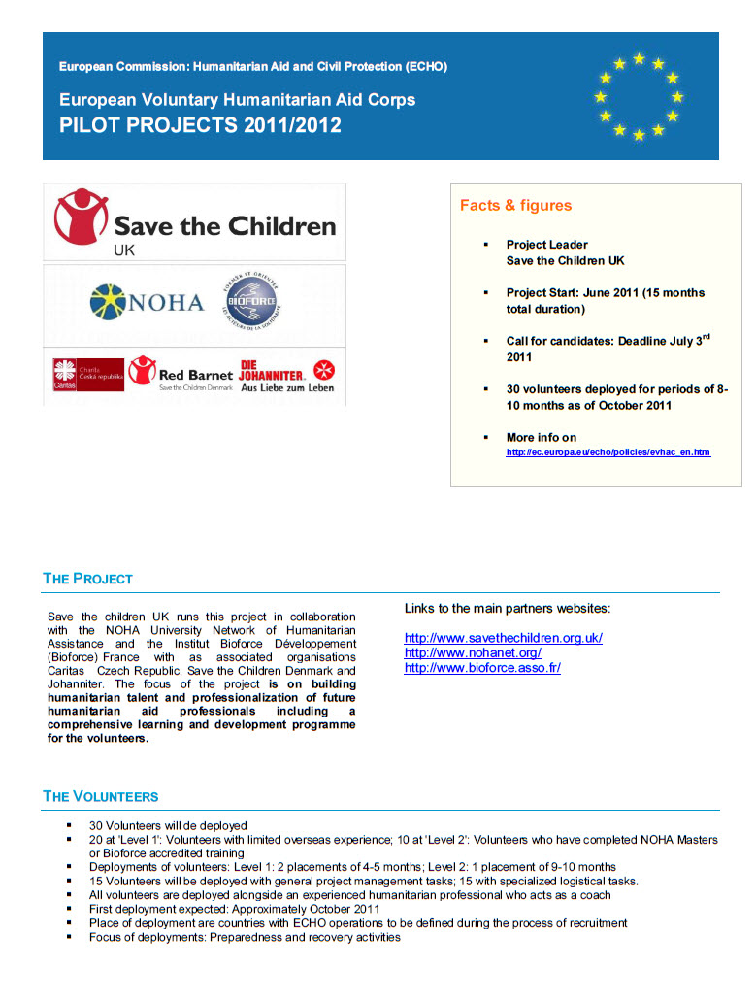 European Commission: Humanitarian Aid and Civil Protection (ECHO)
European Voluntary Humanitarian Aid Corps
PILOT PROJECTS 2011/2012
Save the Children
UK
NOHA
FORMER ET ORIENTER
BIOFORCE
LES ACTEURS DE LA SOLIDARITÉ
Caritas
Charita
Česká republika
Red Barnet
Save the Children Denmark
DIE
JOHANNITER.
Aus Liebe zum Leben
Facts & figures
▪ Project Leader
Save the Children UK
▪ Project Start: June 2011 (15 months
total duration)
▪ Call for candidates: Deadline July 3rd
2011
▪ 30 volunteers deployed for periods of 8-
10 months as of October 2011
▪ More info on
http://ec.europa.eu/echo/policies/evhac_en.htm
THE PROJECT
Save the children UK runs this project in collaboration
with the NOHA University Network of Humanitarian
Assistance and the Institut Bioforce Développement
(Bioforce) France with as associated organisations
Caritas Czech Republic, Save the Children Denmark and
Johanniter. The focus of the project is on building
humanitarian talent and professionalization of future
humanitarian aid professionals including a
comprehensive learning and development programme
for the volunteers.
Links to the main partners websites:
http://www.savethechildren.org.uk/
http://www.nohanet.org/
http://www.bioforce.asso.fr/
THE VOLUNTEERS
▪ 30 Volunteers will de deployed
▪ 20 at 'Level 1': Volunteers with limited overseas experience; 10 at 'Level 2': Volunteers who have completed NOHA Masters
or Bioforce accredited training
▪ Deployments of volunteers: Level 1: 2 placements of 4-5 months; Level 2: 1 placement of 9-10 months
▪ 15 Volunteers will be deployed with general project management tasks; 15 with specialized logistical tasks.
▪ All volunteers are deployed alongside an experienced humanitarian professional who acts as a coach
▪ First deployment expected: Approximately October 2011
▪ Place of deployment are countries with ECHO operations to be defined during the process of recruitment
▪ Focus of deployments: Preparedness and recovery activities